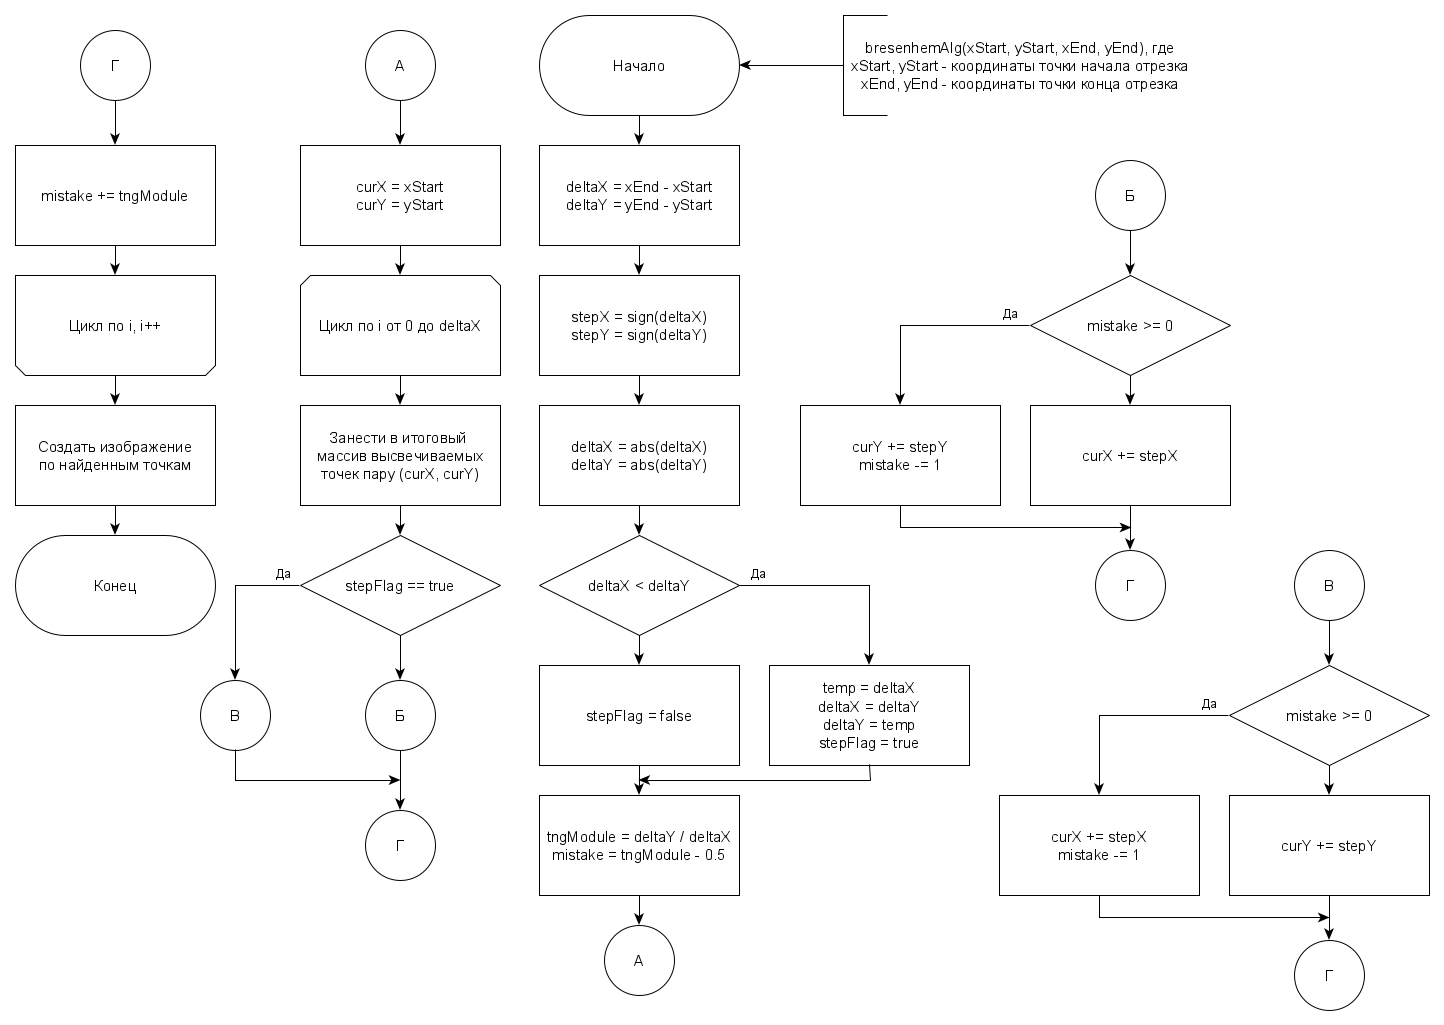 Г
mistake += tngModule
Цикл по i, i++
Создать изображение
по найденным точкам
Конец
А
curX = xStart
curY = yStart
Цикл по i от 0 до deltaX
Занести в итоговый
массив высвечиваемых
точек пару (curX, curY)
stepFlag == true
Да
В
Б
Г
Начало
bresenhemAlg(xStart, yStart, xEnd, yEnd), где
xStart, yStart - координаты точки начала отрезка
xEnd, yEnd - координаты точки конца отрезка
deltaX = xEnd - xStart
deltaY = yEnd - yStart
stepX = sign(deltaX)
stepY = sign(deltaY)
deltaX = abs(deltaX)
deltaY = abs(deltaY)
deltaX < deltaY
Да
stepFlag = false
temp = deltaX
deltaX = deltaY
deltaY = temp
stepFlag = true
tngModule = deltaY / deltaX
mistake = tngModule - 0.5
А
Б
mistake >= 0
Да
curY += stepY
mistake -= 1
curX += stepX
Г
В
mistake >= 0
Да
curX += stepX
mistake -= 1
curY += stepY
Г